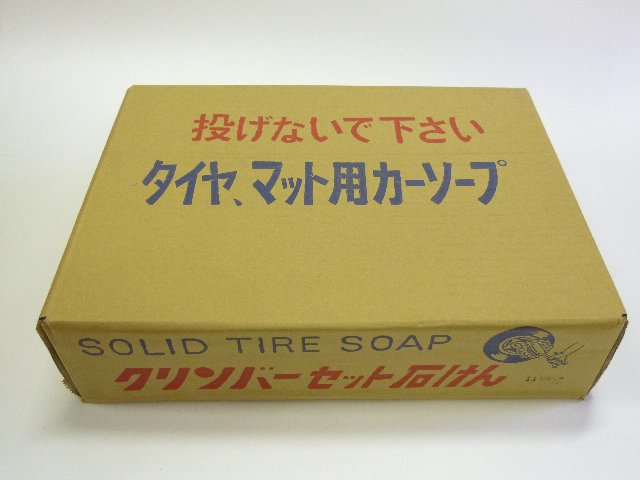 投げないで下さい
タイヤ、マット用カーソープ
SOLID TIRE SOAP
クリンバーセット石けん